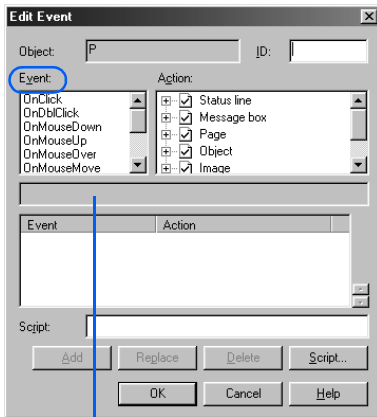 Edit Event
Object: P ID:
Event: Action:
OnClick
OnDblClick
OnMouseDown
OnMouseUp
OnMouseOver
OnMouseMove
Status line
Message box
Page
Object
Image
Event Action
Script:
Add Replace Delete Script...
OK Cancel Help